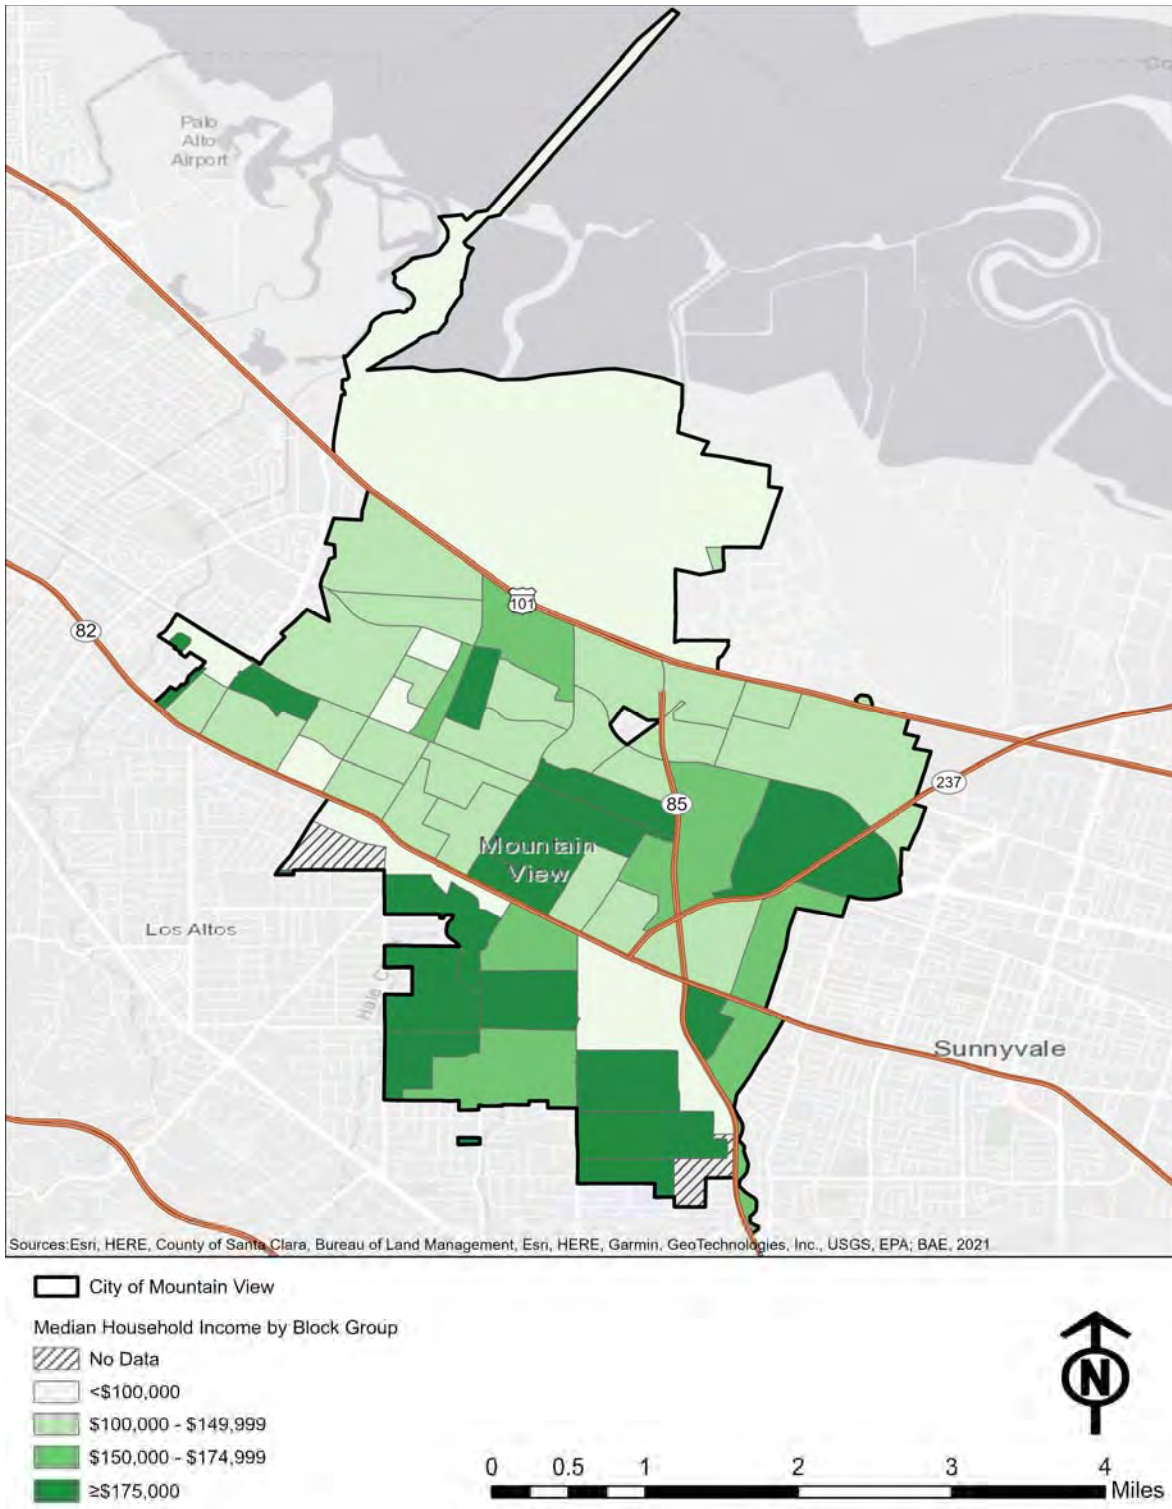 Palo
Alto
Airport
101
82
237
85
Mountain
View
Los Altos
Sunnyvale
Sources:Esri, HERE, County of Santa Clara, Bureau of Land Management, Esri, HERE, Garmin, GeoTechnologies, Inc., USGS, EPA; BAE, 2021
City of Mountain View
Median Household Income by Block Group
No Data
<$100,000
$100,000 - $149,999
$150,000 - $174,999
≥$175,000
N
0 0.5 1 2 3 4
Miles